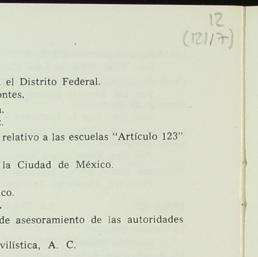 12
(121/7)
el Distrito Federal.
ontes.
relativo a las escuelas "Artículo 123"
la Ciudad de México.
co.
de asesoramiento de las autoridades
vilística, A. C.